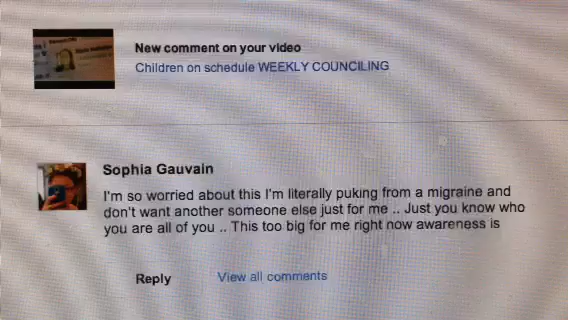 New comment on your video
Children on schedule WEEKLY COUNCILING
Sophia Gauvain
I'm so worried about this I'm literally puking from a migraine and
don't want another someone else just for me .. Just you know who
you are all of you .. This too big for me right now awareness is
Reply
View all comments